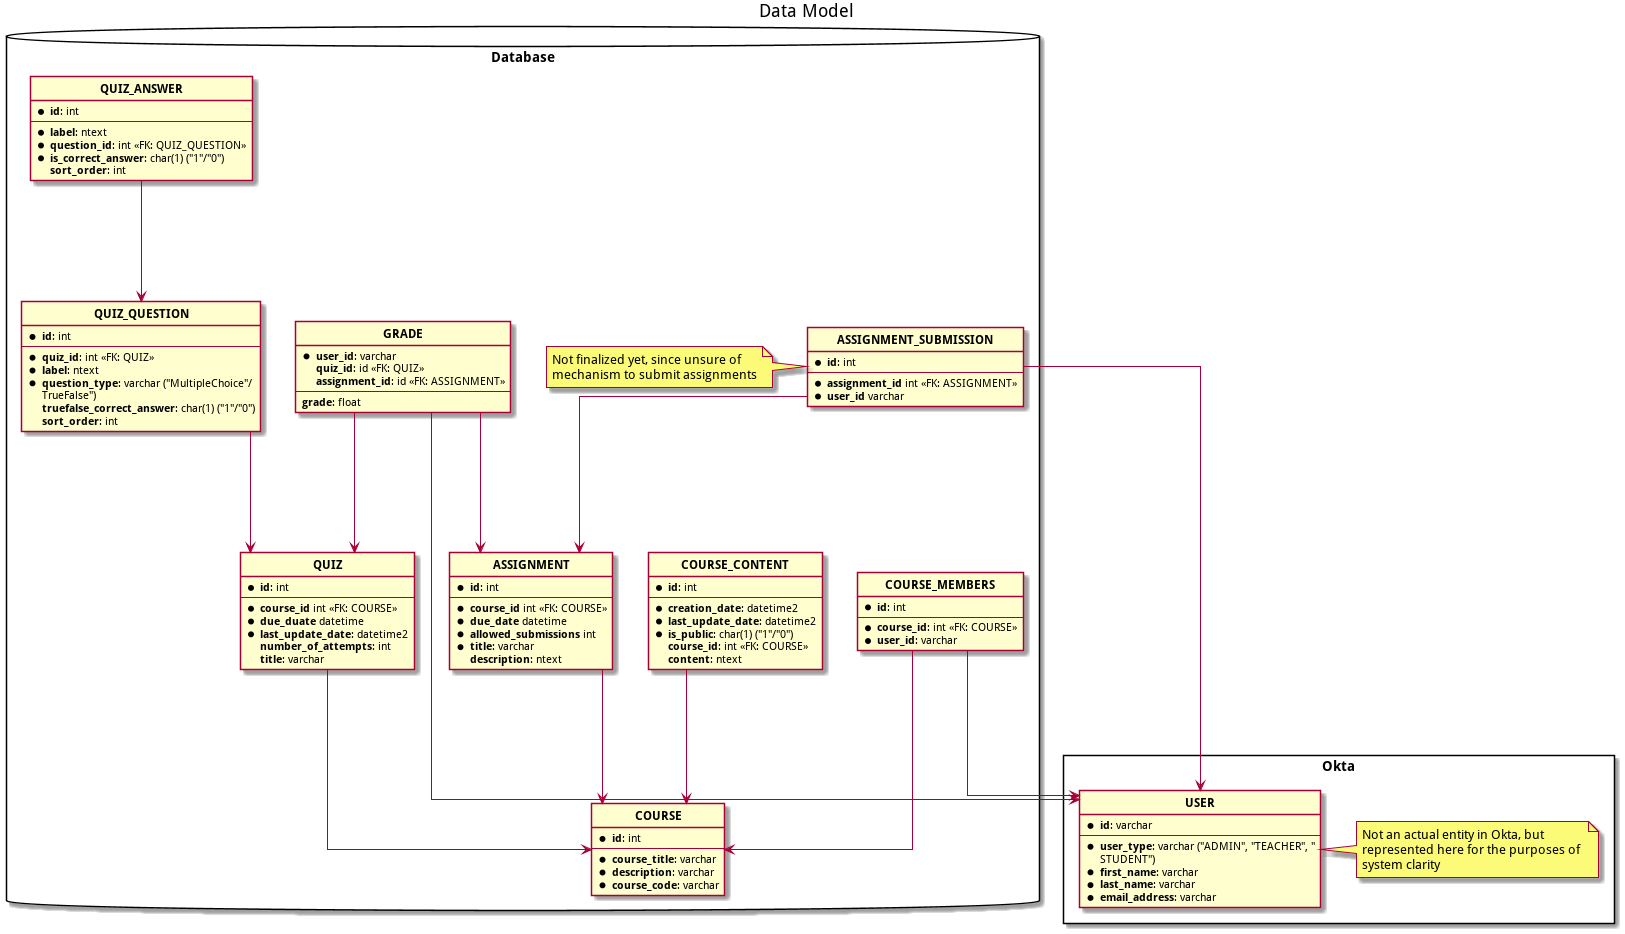 Data Model
Database
QUIZ_ANSWER
id: int
label: ntext
question_id: int «FK: QUIZ_QUESTION»
is_correct_answer: char(1) ("1"/"0")
sort_order: int
QUIZ_QUESTION
id: int
quiz_id: int «FK: QUIZ»
label: ntext
question_type: varchar ("MultipleChoice"/
TrueFalse")
truefalse_correct_answer: char(1) ("1"/"0")
sort_order: int
GRADE
user_id: varchar
quiz_id: id «FK: QUIZ»
assignment_id: id «FK: ASSIGNMENT»
grade: float
Not finalized yet, since unsure of
mechanism to submit assignments
ASSIGNMENT_SUBMISSION
id: int
assignment_id int «FK: ASSIGNMENT»
user_id varchar
QUIZ
id: int
course_id int «FK: COURSE»
due_duate datetime
last_update_date: datetime2
number_of_attempts: int
title: varchar
ASSIGNMENT
id: int
course_id int «FK: COURSE»
due_date datetime
allowed_submissions int
title: varchar
description: ntext
COURSE_CONTENT
id: int
creation_date: datetime2
last_update_date: datetime2
is_public: char(1) ("1"/"0")
course_id: int «FK: COURSE»
content: ntext
COURSE_MEMBERS
id: int
course_id: int «FK: COURSE»
user_id: varchar
COURSE
id: int
course_title: varchar
description: varchar
course_code: varchar
Okta
USER
id: varchar
user_type: varchar ("ADMIN", "TEACHER", "
STUDENT")
first_name: varchar
last_name: varchar
email_address: varchar
Not an actual entity in Okta, but
represented here for the purposes of
system clarity